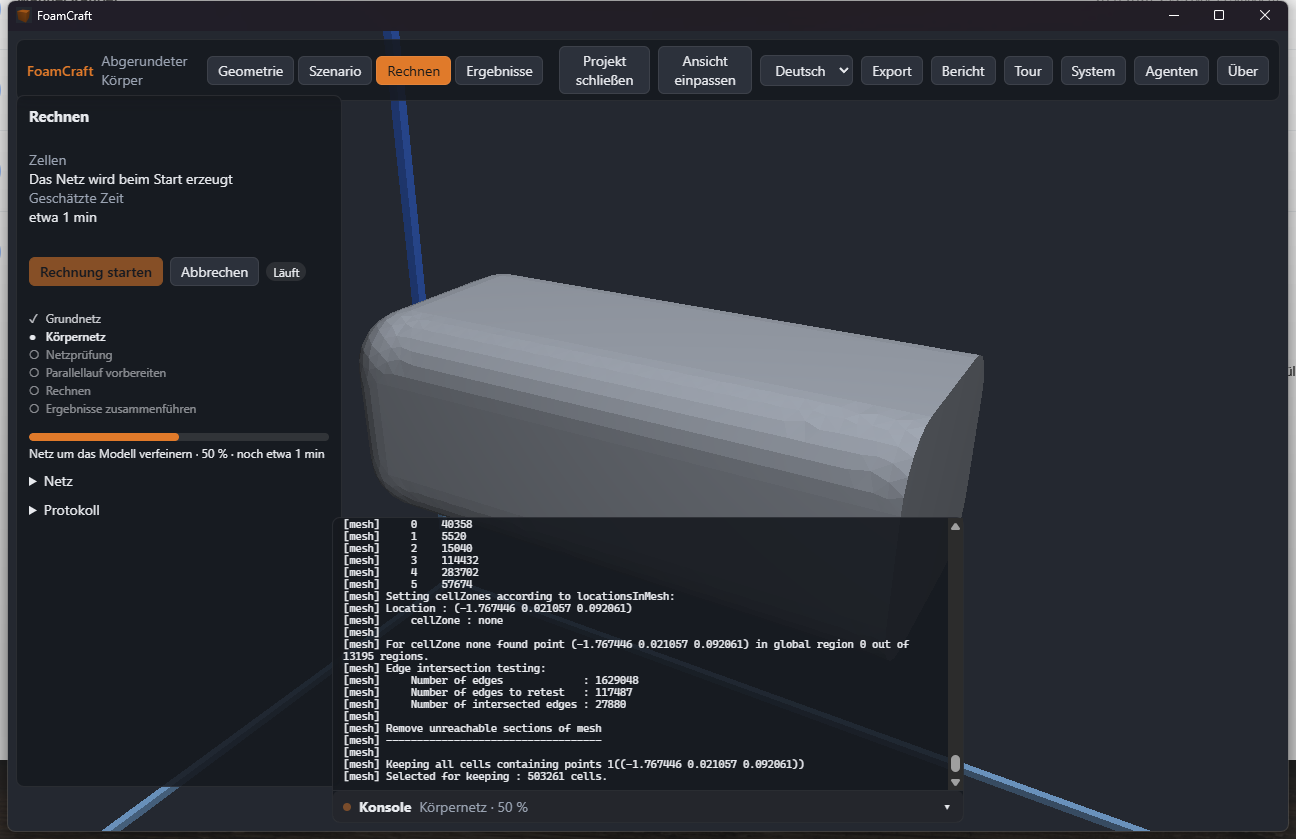 FoamCraft
FoamCraft
Abgerundeter
Körper
Geometrie
Szenario
Rechnen
Ergebnisse
Projekt
schließen
Ansicht
einpassen
Deutsch
Export
Bericht
Tour
System
Agenten
Über
Rechnen
Zellen
Das Netz wird beim Start erzeugt
Geschätzte Zeit
etwa 1 min
Rechnung starten
Abbrechen
Läuft
✓ Grundnetz
● Körpernetz
○ Netzprüfung
○ Parallellauf vorbereiten
○ Rechnen
○ Ergebnisse zusammenführen
Netz um das Modell verfeinern · 50 % · noch etwa 1 min
▶ Netz
▶ Protokoll
[mesh]     0    40358
[mesh]     1    5520
[mesh]     2    15040
[mesh]     3    114432
[mesh]     4    283702
[mesh]     5    57674
[mesh] Setting cellZones according to locationsInMesh:
[mesh] Location : (-1.767446 0.021057 0.092061)
[mesh]     cellZone : none
[mesh]
[mesh] For cellZone none found point (-1.767446 0.021057 0.092061) in global region 0 out of
13195 regions.
[mesh] Edge intersection testing:
[mesh]     Number of edges             : 1629048
[mesh]     Number of edges to retest   : 117487
[mesh]     Number of intersected edges : 27880
[mesh]
[mesh] Remove unreachable sections of mesh
[mesh] -----------------------------------
[mesh]
[mesh] Keeping all cells containing points 1((-1.767446 0.021057 0.092061))
[mesh] Selected for keeping : 503261 cells.
Konsole Körpernetz · 50 %